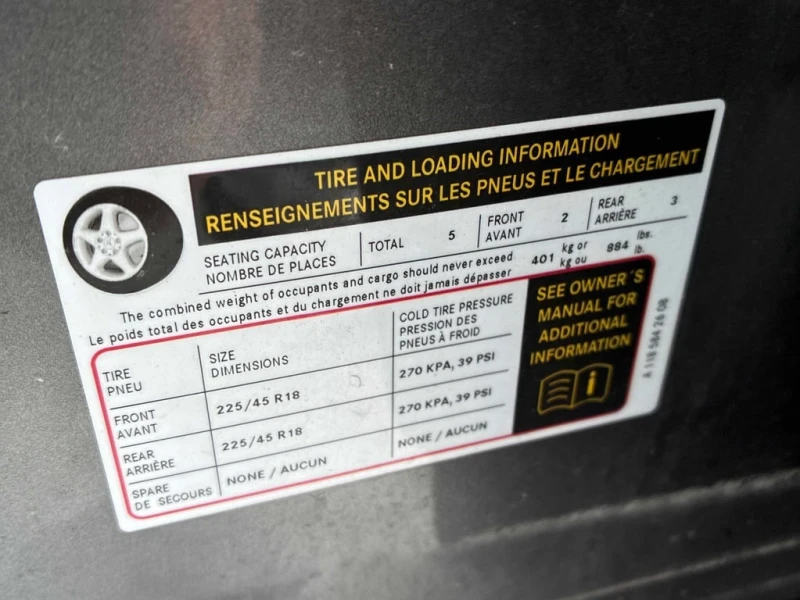 TIRE AND LOADING INFORMATION
RENSEIGNEMENTS SUR LES PNEUS ET LE CHARGEMENT
SEATING CAPACITY
NOMBRE DE PLACES
TOTAL 5
FRONT
AVANT
2
REAR
ARRIÈRE
3
The combined weight of occupants and cargo should never exceed
Le poids total des occupants et du chargement ne doit jamais dépasser
401
kg or
kg ou
884
lbs.
lb.
TIRE
PNEU
SIZE
DIMENSIONS
COLD TIRE PRESSURE
PRESSION DES
PNEUS À FROID
FRONT
AVANT
225/45 R18
270 KPA, 39 PSI
REAR
ARRIÈRE
225/45 R18
270 KPA, 39 PSI
SPARE
DE SECOURS
NONE / AUCUN
NONE / AUCUN
SEE OWNER´S
MANUAL FOR
ADDITIONAL
INFORMATION
i
A 118 584 26 08